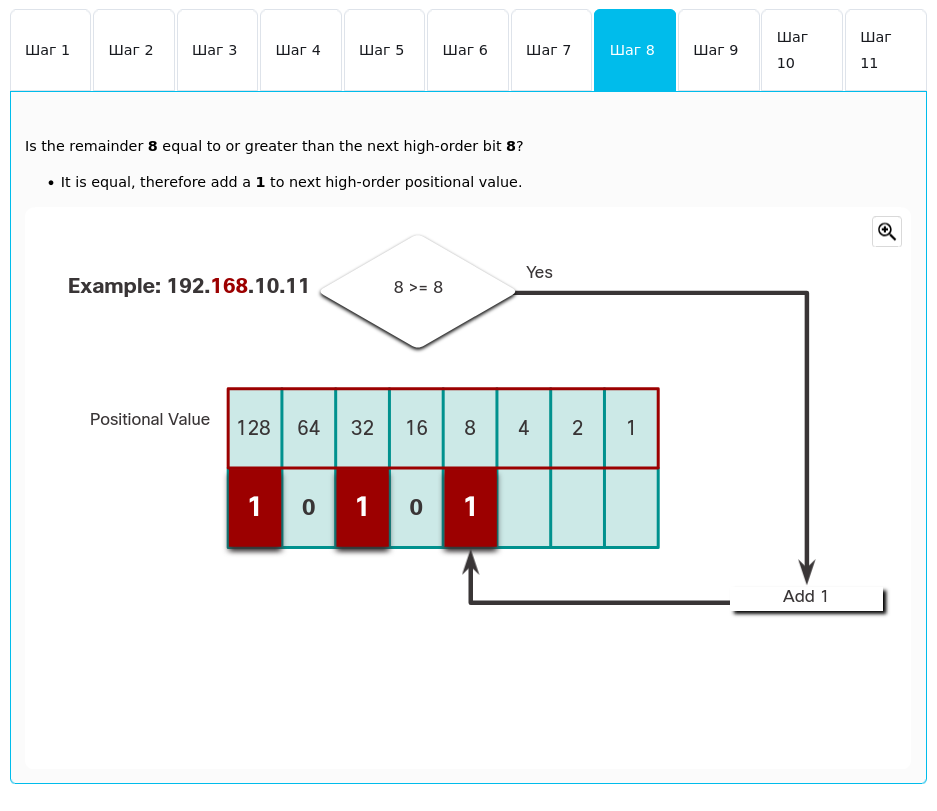 Шаг 1 Шаг 2 Шаг 3 Шаг 4 Шаг 5 Шаг 6 Шаг 7 Шаг 8 Шаг 9 Шаг 10 Шаг 11
Is the remainder 8 equal to or greater than the next high-order bit 8?
• It is equal, therefore add a 1 to next high-order positional value.
Example: 192.168.10.11
8 >= 8
Yes
Positional Value
128 64 32 16 8 4 2 1
1 0 1 0 1
Add 1